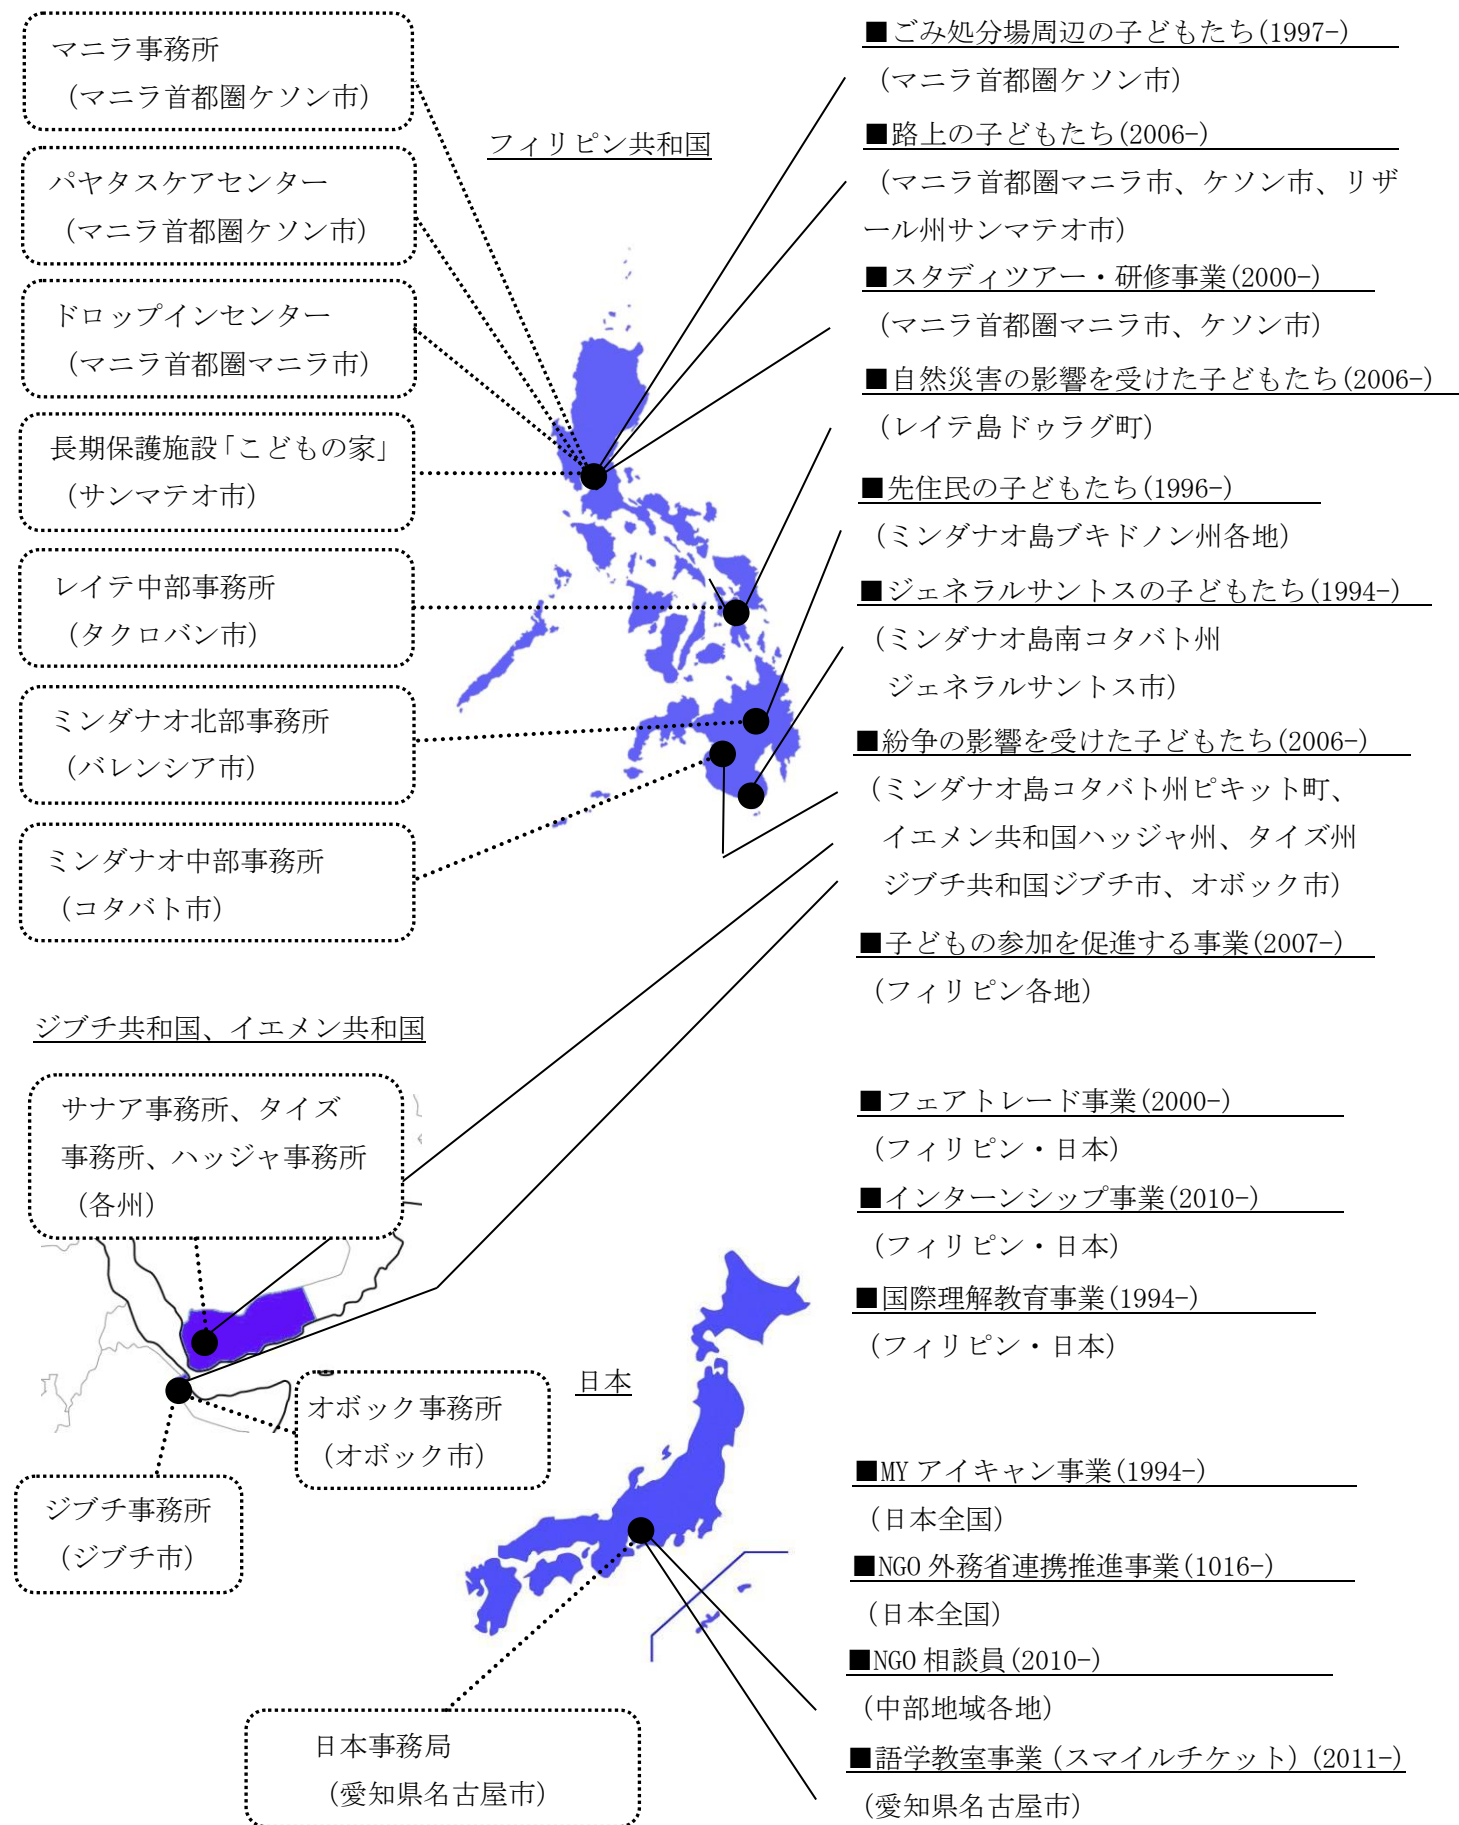 マニラ事務所
（マニラ首都圏ケソン市）
パヤタスケアセンター
（マニラ首都圏ケソン市）
ドロップインセンター
（マニラ首都圏マニラ市）
長期保護施設「こどもの家」
（サンマテオ市）
レイテ中部事務所
（タクロバン市）
ミンダナオ北部事務所
（バレンシア市）
ミンダナオ中部事務所
（コタバト市）
フィリピン共和国
■ごみ処分場周辺の子どもたち(1997-)
（マニラ首都圏ケソン市）
■路上の子どもたち(2006-)
（マニラ首都圏マニラ市、ケソン市、リザ
ール州サンマテオ市）
■スタディツアー・研修事業(2000-)
（マニラ首都圏マニラ市、ケソン市）
■自然災害の影響を受けた子どもたち(2006-)
（レイテ島ドゥラグ町）
■先住民の子どもたち(1996-)
（ミンダナオ島ブキドノン州各地）
■ジェネラルサントスの子どもたち(1994-)
（ミンダナオ島南コタバト州
ジェネラルサントス市）
■紛争の影響を受けた子どもたち(2006-)
（ミンダナオ島コタバト州ピキット町、
イエメン共和国ハッジャ州、タイズ州
ジブチ共和国ジブチ市、オボック市）
■子どもの参加を促進する事業(2007-)
（フィリピン各地）
ジブチ共和国、イエメン共和国
サナア事務所、タイズ
事務所、ハッジャ事務所
（各州）
オボック事務所
（オボック市）
ジブチ事務所
（ジブチ市）
日本
日本事務局
（愛知県名古屋市）
■フェアトレード事業(2000-)
（フィリピン・日本）
■インターンシップ事業(2010-)
（フィリピン・日本）
■国際理解教育事業(1994-)
（フィリピン・日本）
■MY アイキャン事業(1994-)
（日本全国）
■NGO 外務省連携推進事業(1016-)
（日本全国）
■NGO 相談員(2010-)
（中部地域各地）
■語学教室事業（スマイルチケット）(2011-)
（愛知県名古屋市）